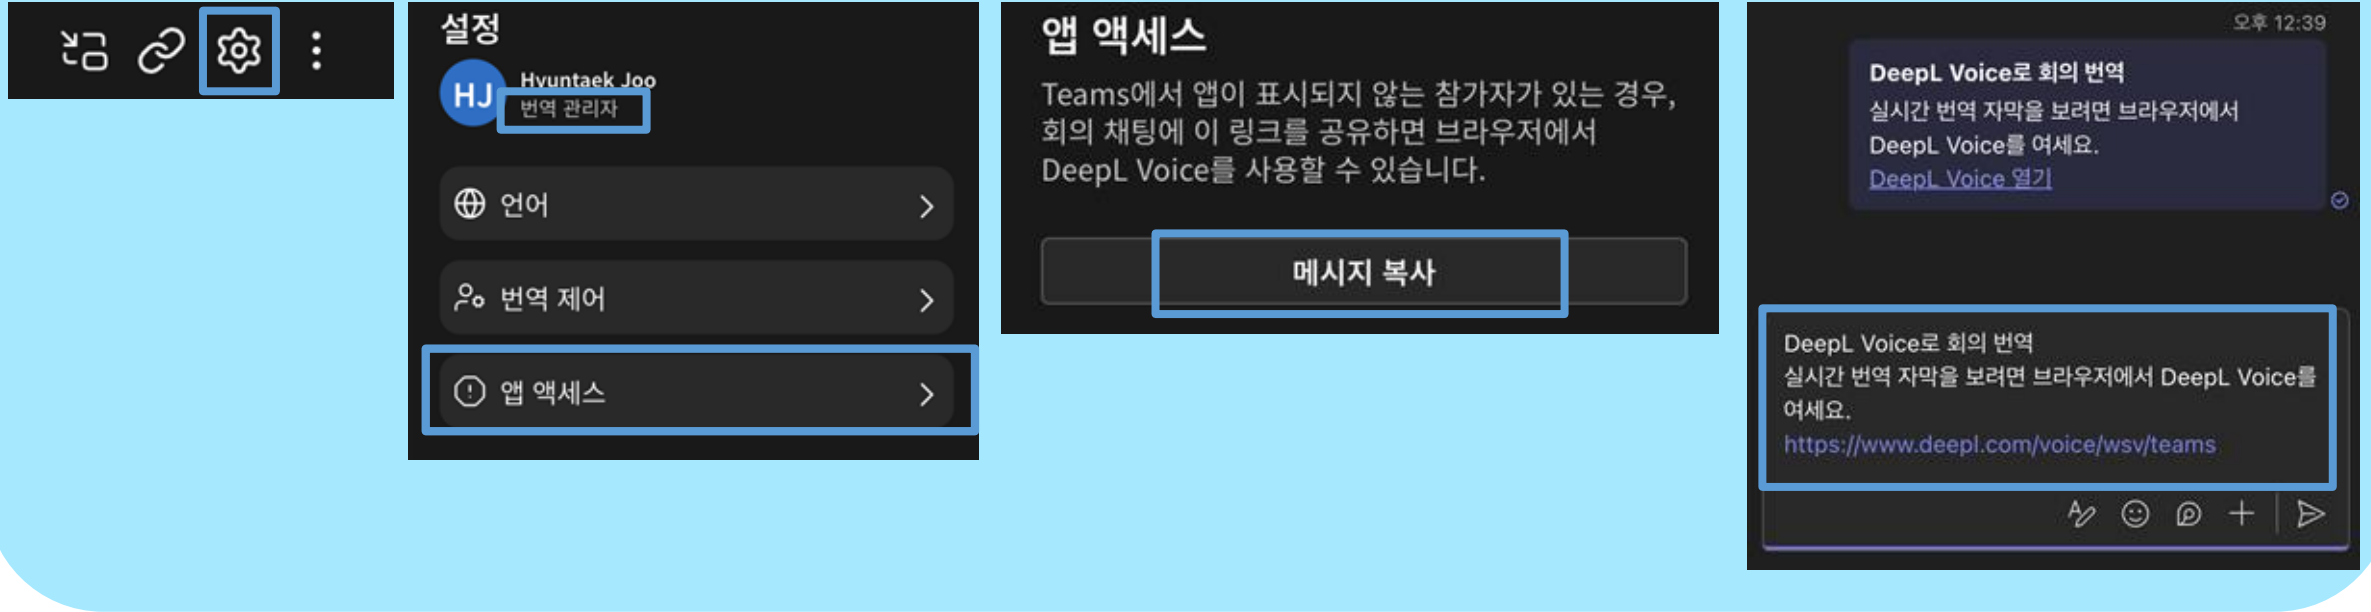 설정
HJ
Hyuntaek Joo
번역 관리자
언어
번역 제어
앱 액세스
앱 액세스
Teams에서 앱이 표시되지 않는 참가자가 있는 경우,
회의 채팅에 이 링크를 공유하면 브라우저에서
DeepL Voice를 사용할 수 있습니다.
메시지 복사
오후 12:39
DeepL Voice로 회의 번역
실시간 번역 자막을 보려면 브라우저에서
DeepL Voice를 여세요.
DeepL Voice 열기
DeepL Voice로 회의 번역
실시간 번역 자막을 보려면 브라우저에서 DeepL Voice를
여세요.
https://www.deepl.com/voice/wsv/teams